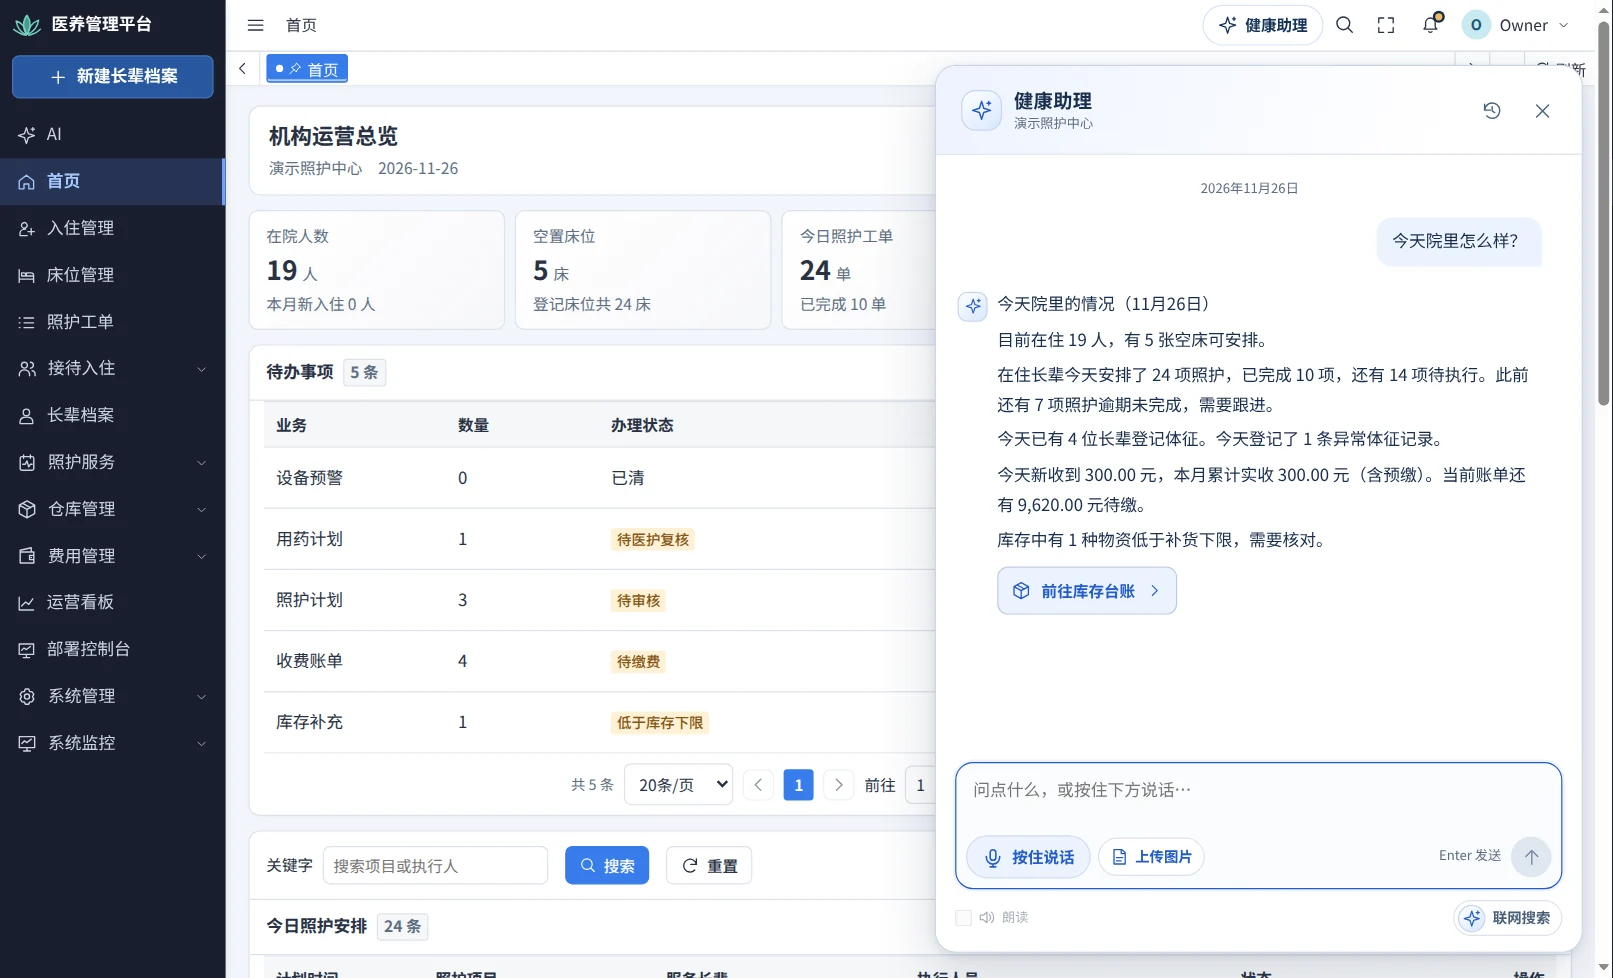 医养管理平台
首页
健康助理
O
Owner
新建长辈档案
首页
AI
首页
入住管理
床位管理
照护工单
接待入住
长辈档案
照护服务
仓库管理
费用管理
运营看板
部署控制台
系统管理
系统监控
机构运营总览
演示照护中心 2026-11-26
在院人数
19 人
本月新入住 0 人
空置床位
5 床
登记床位共 24 床
今日照护工单
24 单
已完成 10 单
待办事项 5 条
业务 数量 办理状态
设备预警 0 已清
用药计划 1 待医护复核
照护计划 3 待审核
收费账单 4 待缴费
库存补充 1 低于库存下限
共 5 条 20条/页 1 前往 1
关键字 搜索项目或执行人 搜索 重置
今日照护安排 24 条
计划时间 照护项目 服务长辈 执行人员 状态 操作
健康助理
演示照护中心
2026年11月26日
今天院里怎么样?
今天院里的情况（11月26日）
目前在住 19 人，有 5 张空床可安排。
在住长辈今天安排了 24 项照护，已完成 10 项，还有 14 项待执行。此前
还有 7 项照护逾期未完成，需要跟进。
今天已有 4 位长辈登记体征。今天登记了 1 条异常体征记录。
今天新收到 300.00 元，本月累计实收 300.00 元（含预缴）。当前账单还
有 9,620.00 元待缴。
库存中有 1 种物资低于补货下限，需要核对。
前往库存台账
问点什么，或按住下方说话…
按住说话 上传图片 Enter 发送
朗读 联网搜索